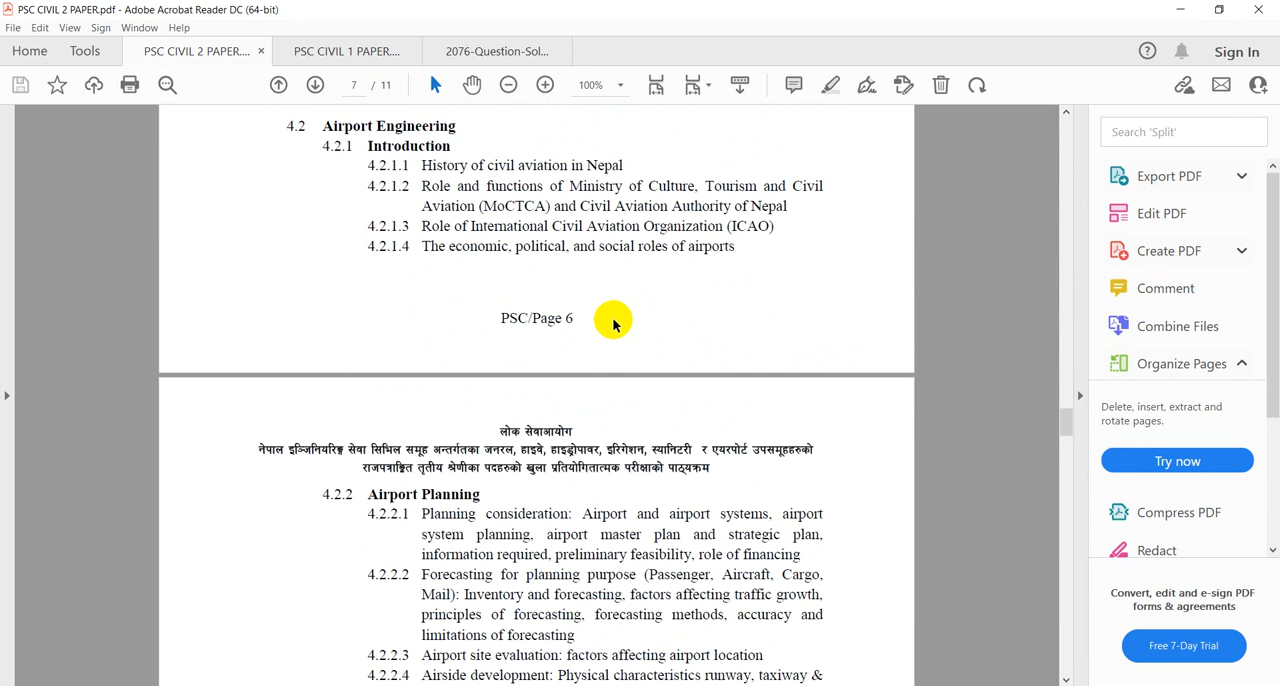 PSC CIVIL 2 PAPER.pdf - Adobe Acrobat Reader DC (64-bit)
File Edit View Sign Window Help
Home Tools PSC CIVIL 2 PAPER.... × PSC CIVIL 1 PAPER.... 2076-Question-Sol... Sign In
7 / 11 100%
4.2 Airport Engineering
4.2.1 Introduction
4.2.1.1 History of civil aviation in Nepal
4.2.1.2 Role and functions of Ministry of Culture, Tourism and Civil
Aviation (MoCTCA) and Civil Aviation Authority of Nepal
4.2.1.3 Role of International Civil Aviation Organization (ICAO)
4.2.1.4 The economic, political, and social roles of airports
PSC/Page 6
लोक सेवाआयोग
नेपाल इञ्जिनियरिङ्ग सेवा सिभिल समूह अन्तर्गतका जनरल, हाइवे, हाइड्रोपावर, इरिगेशन, स्यानिटरी र एयरपोर्ट उपसमूहहरुको
राजपत्राङ्कित तृतीय श्रेणीका पदहरुको खुला प्रतियोगितात्मक परीक्षाको पाठ्यक्रम
4.2.2 Airport Planning
4.2.2.1 Planning consideration: Airport and airport systems, airport
system planning, airport master plan and strategic plan,
information required, preliminary feasibility, role of financing
4.2.2.2 Forecasting for planning purpose (Passenger, Aircraft, Cargo,
Mail): Inventory and forecasting, factors affecting traffic growth,
principles of forecasting, forecasting methods, accuracy and
limitations of forecasting
4.2.2.3 Airport site evaluation: factors affecting airport location
4.2.2.4 Airside development: Physical characteristics runway, taxiway &
Search 'Split'
Export PDF
Edit PDF
Create PDF
Comment
Combine Files
Organize Pages
Delete, insert, extract and
rotate pages.
Try now
Compress PDF
Redact
Convert, edit and e-sign PDF
forms & agreements
Free 7-Day Trial